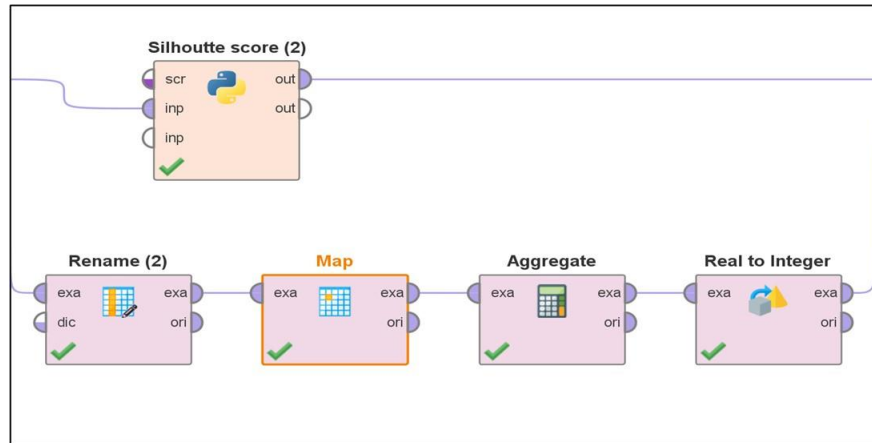 Silhoutte score (2)
scr out
inp out
inp
Rename (2)
exa exa
dic ori
Map
exa exa
ori
Aggregate
exa exa
ori
Real to Integer
exa exa
ori